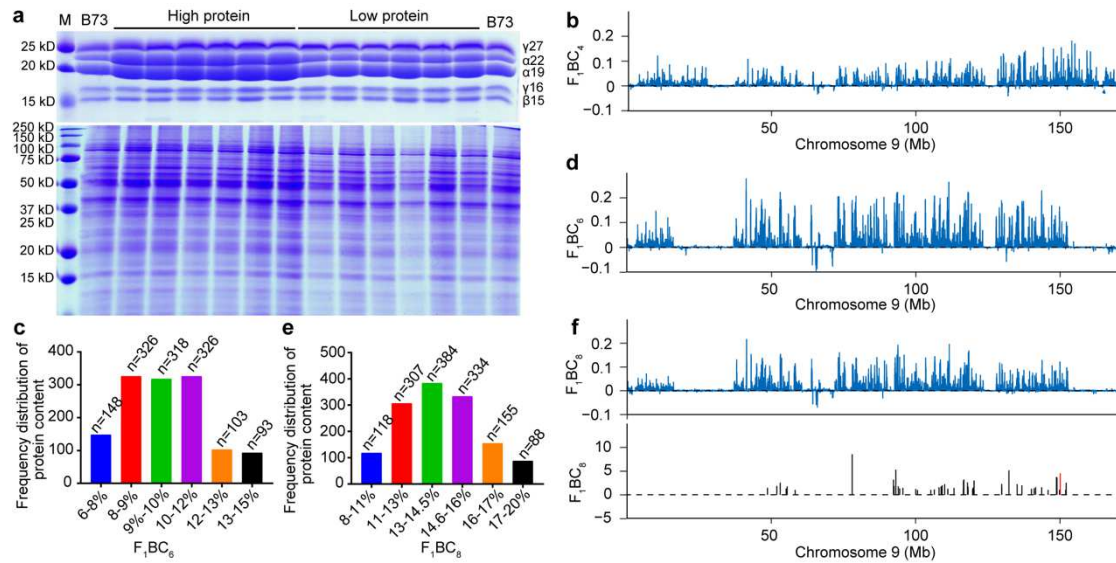 a
M B73 High protein Low protein B73
25 kD
20 kD
15 kD
γ27
α22
α19
γ16
β15
250 kD
150 kD
100 kD
75 kD
50 kD
37 kD
25 kD
20 kD
15 kD
c
Frequency distribution of
protein content
400
300
200
100
0
n=148
n=326
n=318
n=326
n=103
n=93
6-8%
8-9%
9%-10%
10-12%
12-13%
13-15%
F₁BC₆
e
Frequency distribution of
protein content
500
400
300
200
100
0
n=118
n=307
n=384
n=334
n=155
n=88
8-11%
11-13%
13-14.5%
14.6-16%
16-17%
17-20%
F₁BC₈
b
F₁BC₄
0.2
0.1
0
−0.1
50 100 150
Chromosome 9 (Mb)
d
F₁BC₆
0.2
0.1
0
−0.1
50 100 150
Chromosome 9 (Mb)
f
F₁BC₈
0.2
0.1
0
−0.1
F₁BC₈
10
5
0
−5
50 100 150
Chromosome 9 (Mb)